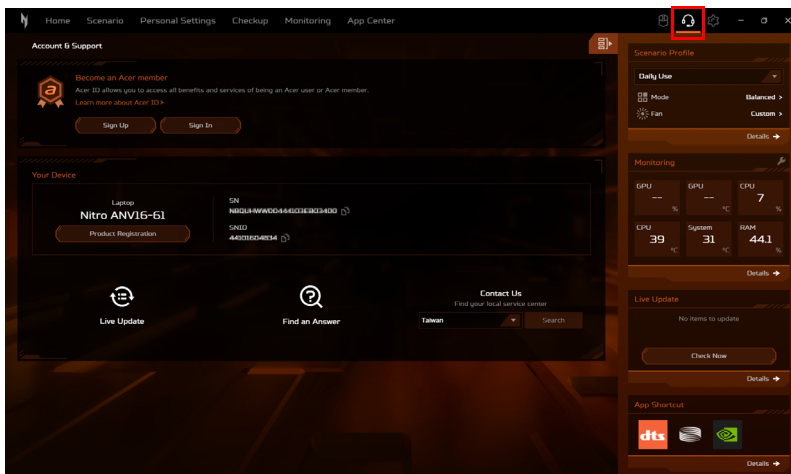 Home Scenario Personal Settings Checkup Monitoring App Center
Account & Support
Become an Acer member
Acer ID allows you to access all benefits and services of being an Acer user or Acer member.
Learn more about Acer ID >
Sign Up Sign In
Your Device
Laptop
Nitro ANV16-61
Product Registration
SN
SNID
44101604834
Live Update
Find an Answer
Contact Us
Find your local service center
Taiwan Search
Scenario Profile
Daily Use
Mode Balanced >
Fan Custom >
Details →
Monitoring
GPU GPU CPU
-- -- 7
% °C %
CPU System RAM
39 31 44.1
°C °C %
Details →
Live Update
No items to update
Check Now
Details →
App Shortcut
dts
Details →